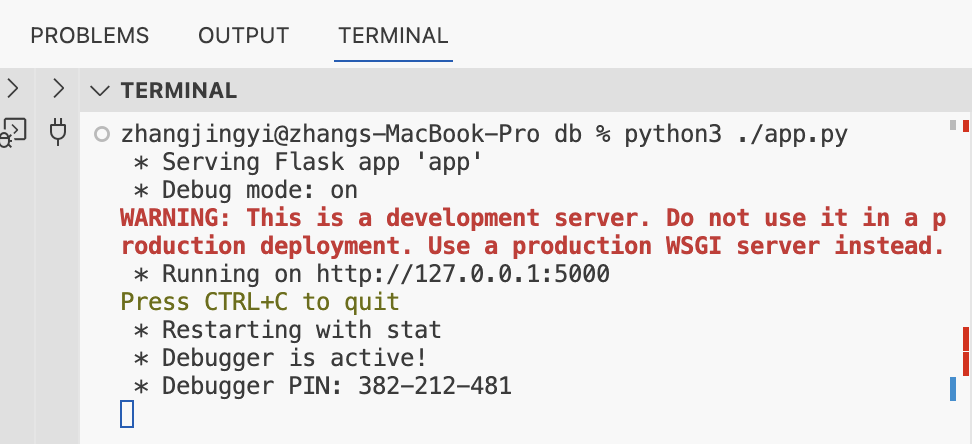 PROBLEMS OUTPUT TERMINAL
TERMINAL
zhangjingyi@zhangs-MacBook-Pro db % python3 ./app.py
* Serving Flask app 'app'
* Debug mode: on
WARNING: This is a development server. Do not use it in a p
roduction deployment. Use a production WSGI server instead.
* Running on http://127.0.0.1:5000
Press CTRL+C to quit
* Restarting with stat
* Debugger is active!
* Debugger PIN: 382-212-481